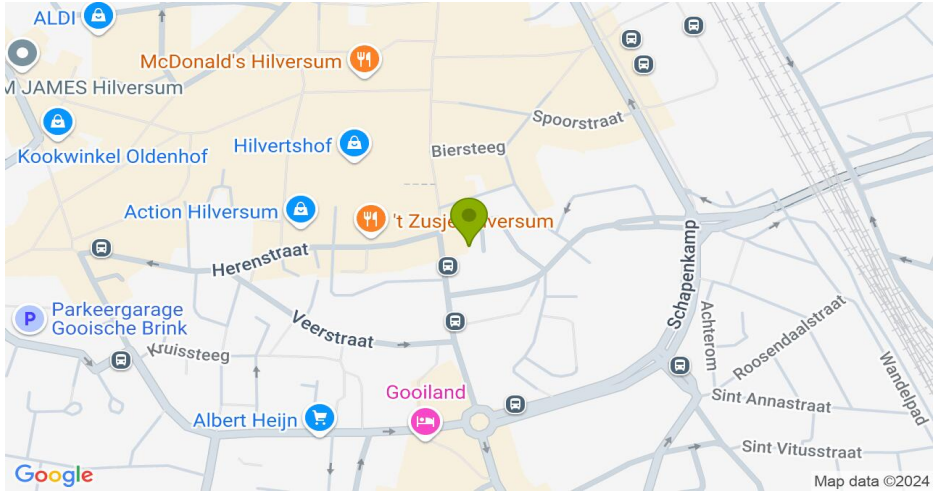 ALDI
McDonald's Hilversum
M JAMES Hilversum
Spoorstraat
Kookwinkel Oldenhof
Hilvertshof
Biersteeg
Action Hilversum
't Zusje Hilversum
Herenstraat
Schapenkamp
P
Parkeergarage
Gooische Brink
Veerstraat
Achterom
Roosendaalstraat
Kruissteeg
Wandelpad
Gooiland
Sint Annastraat
Albert Heijn
Sint Vitusstraat
Google
Map data ©2024